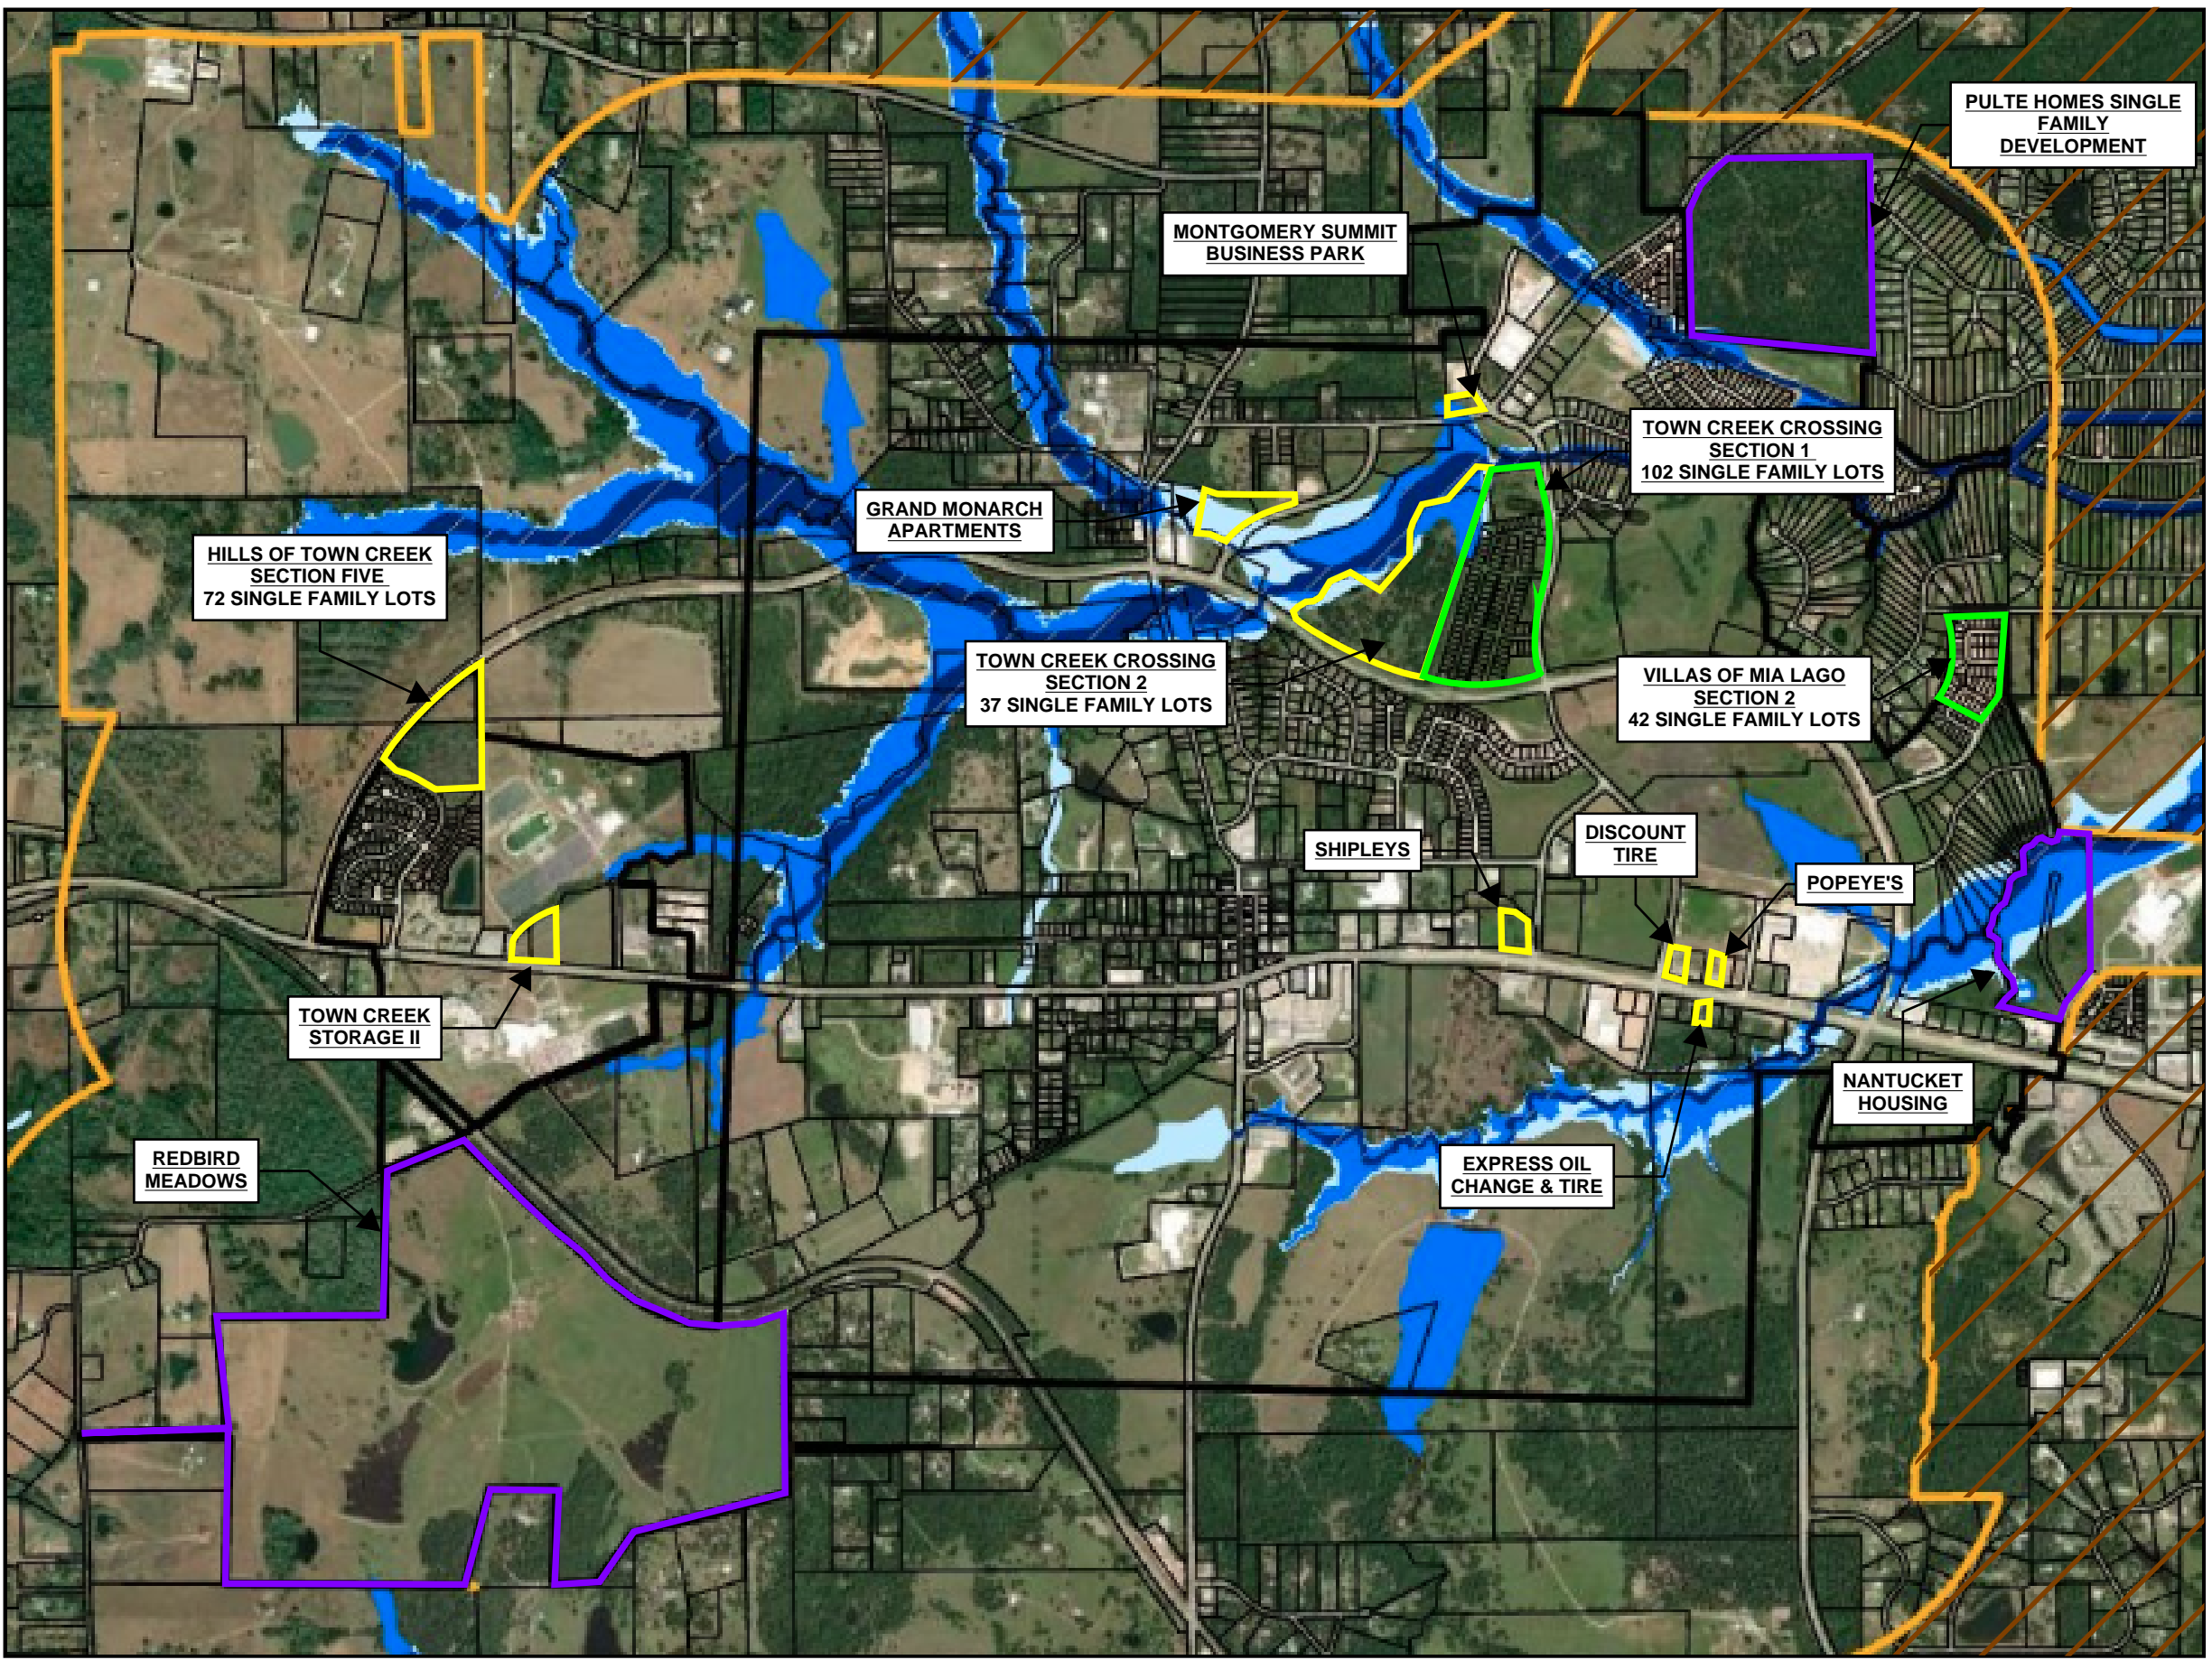 PULTE HOMES SINGLE
FAMILY
DEVELOPMENT
MONTGOMERY SUMMIT
BUSINESS PARK
TOWN CREEK CROSSING
SECTION 1
102 SINGLE FAMILY LOTS
GRAND MONARCH
APARTMENTS
HILLS OF TOWN CREEK
SECTION FIVE
72 SINGLE FAMILY LOTS
TOWN CREEK CROSSING
SECTION 2
37 SINGLE FAMILY LOTS
VILLAS OF MIA LAGO
SECTION 2
42 SINGLE FAMILY LOTS
SHIPLEYS
DISCOUNT
TIRE
POPEYE'S
TOWN CREEK
STORAGE II
NANTUCKET
HOUSING
REDBIRD
MEADOWS
EXPRESS OIL
CHANGE & TIRE